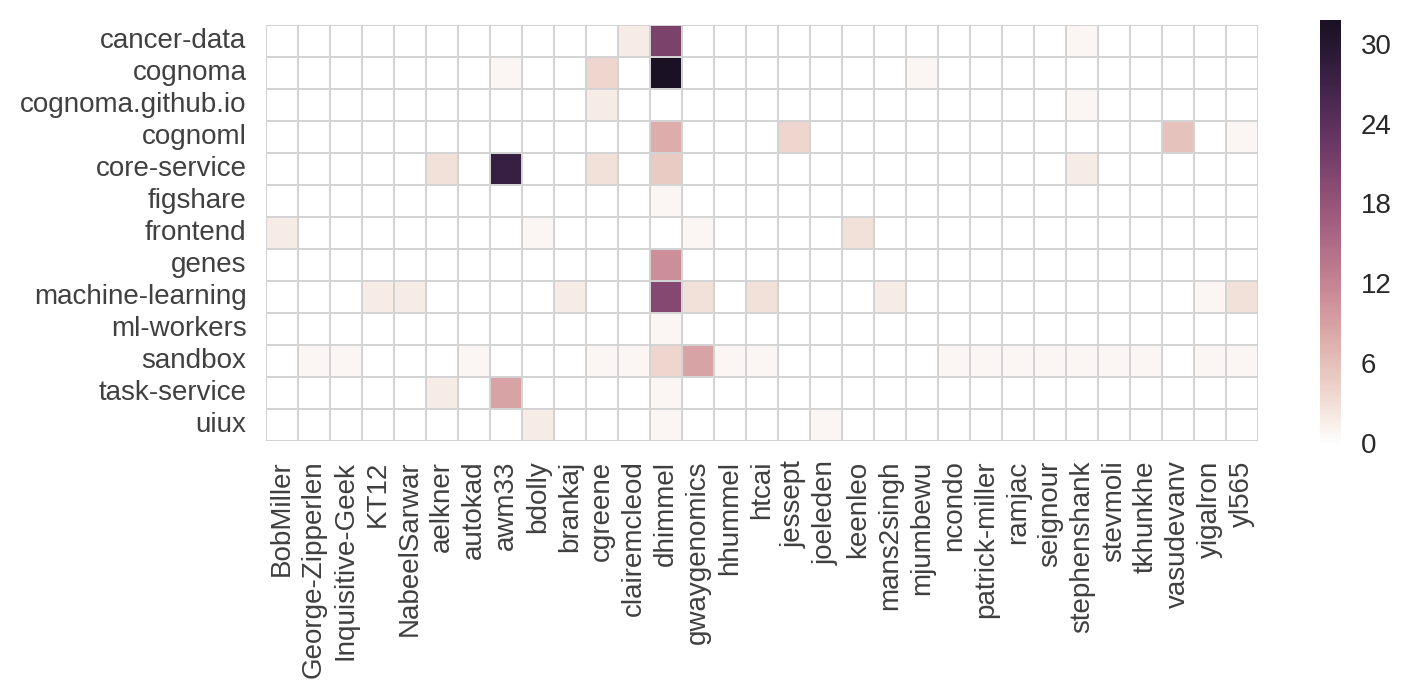 cancer-data
cognoma
cognoma.github.io
cognoml
core-service
figshare
frontend
genes
machine-learning
ml-workers
sandbox
task-service
uiux
BobMiller
George-Zipperlen
Inquisitive-Geek
KT12
NabeelSarwar
aelkner
autokad
awm33
bdolly
brankaj
cgreene
clairemcleod
dhimmel
gwaygenomics
hhummel
htcai
jessept
joeleden
keenleo
mans2singh
mjumbewu
ncondo
patrick-miller
ramjac
seignour
stephenshank
stevmoli
tkhunkhe
vasudevanv
yigalron
yl565
30
24
18
12
6
0